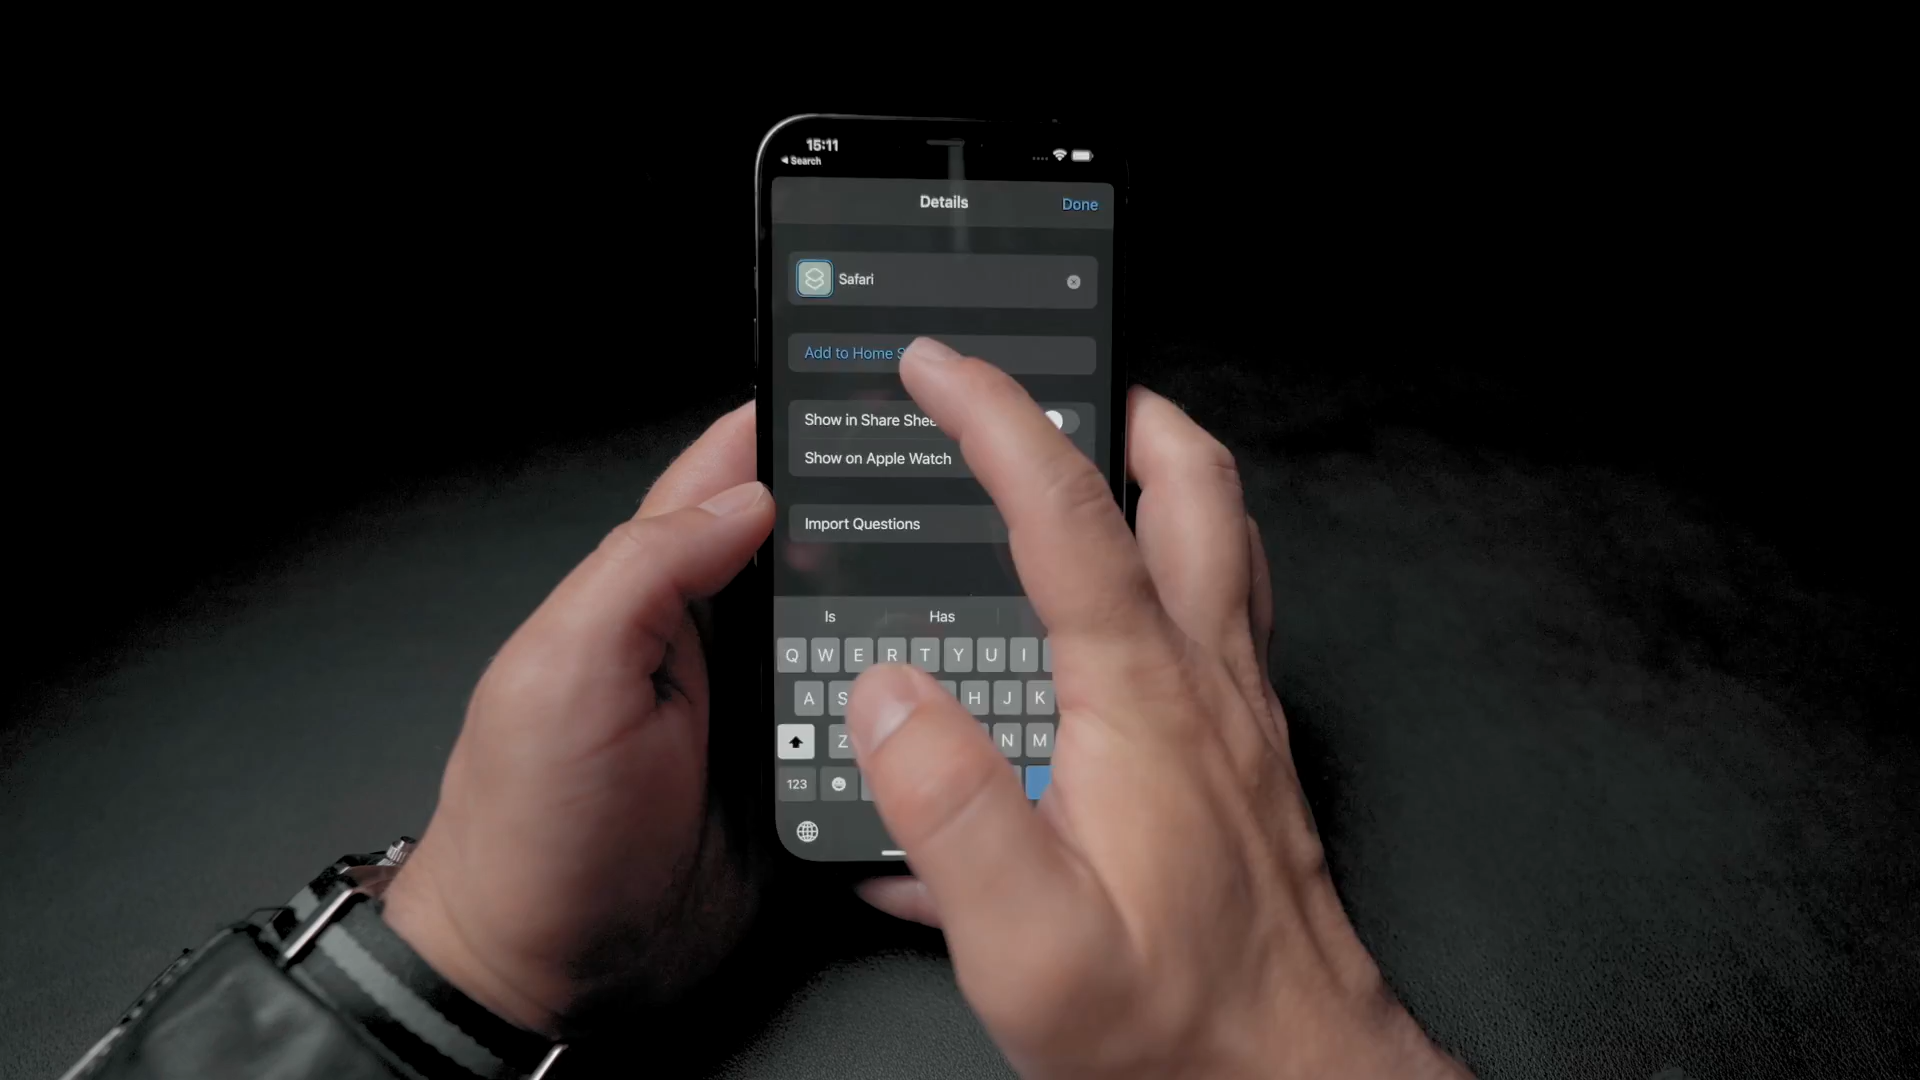 15:11
Search
Details
Done
Safari
Add to Home
Show in Share
Show on Apple Watch
Import Questions
Is Has
Q W E R T Y U I
A S H J K
Z N M
123